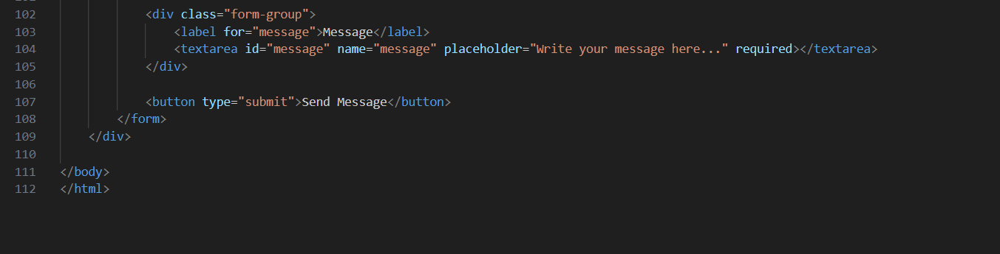 102 <div class="form-group">
103 <label for="message">Message</label>
104 <textarea id="message" name="message" placeholder="Write your message here..." required></textarea>
105 </div>
106
107 <button type="submit">Send Message</button>
108 </form>
109 </div>
110
111 </body>
112 </html>